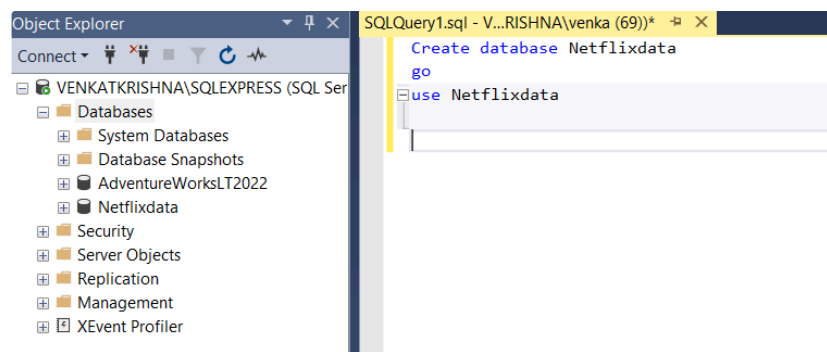 Object Explorer
Connect
VENKATKRISHNA\SQLEXPRESS (SQL Ser
Databases
System Databases
Database Snapshots
AdventureWorksLT2022
Netflixdata
Security
Server Objects
Replication
Management
XEvent Profiler
SQLQuery1.sql - V...RISHNA\venka (69))*
Create database Netflixdata
go
use Netflixdata